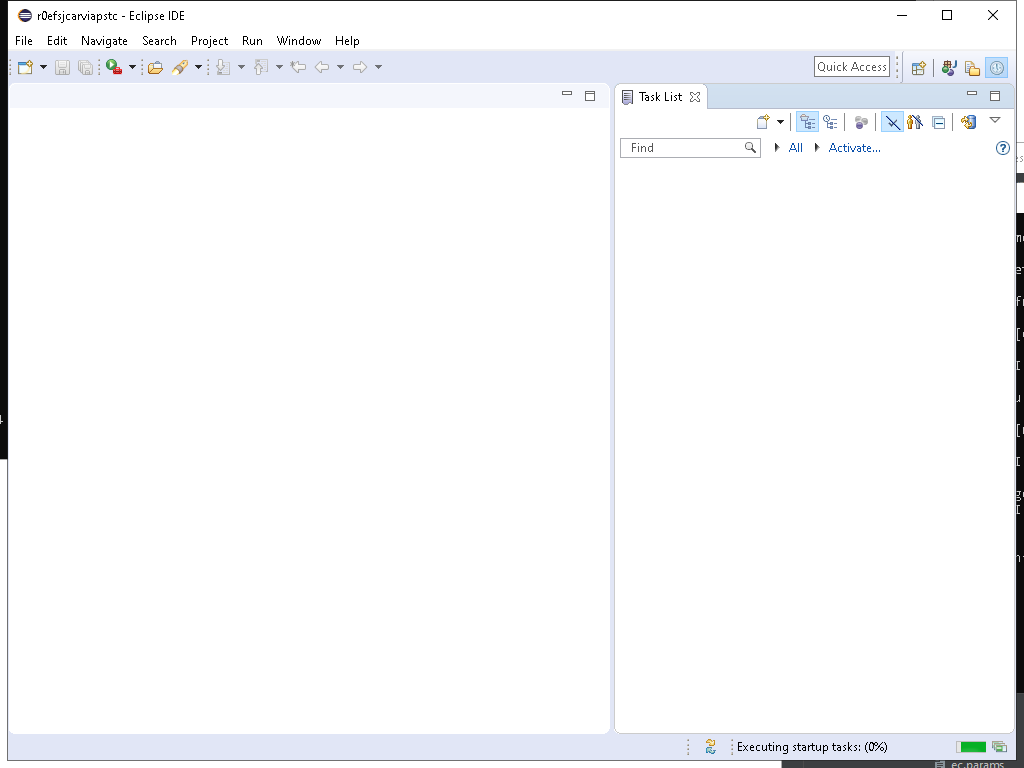 r0efsjcarviapstc - Eclipse IDE
File Edit Navigate Search Project Run Window Help
Quick Access
Task List
Find All Activate...
Executing startup tasks: (0%)
ec.params